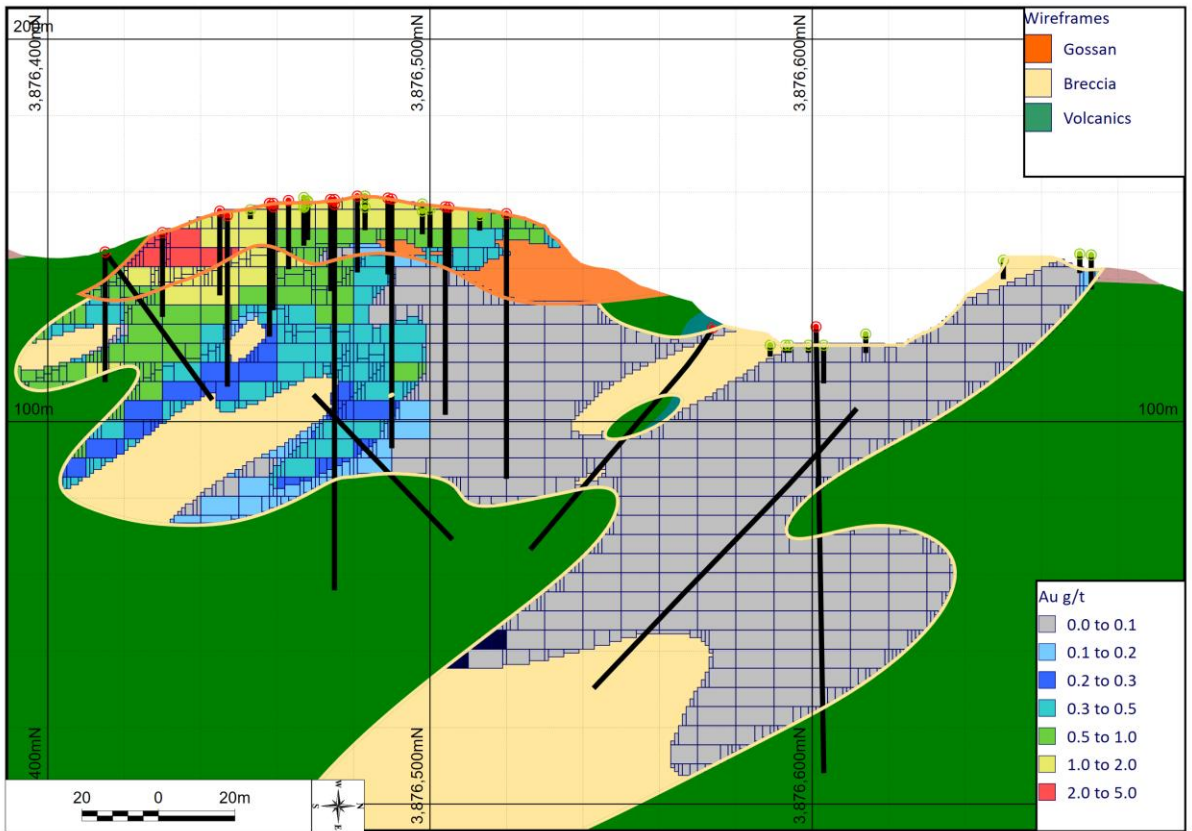 200m
3,876,400mN
3,876,500mN
3,876,600mN
Wireframes
Gossan
Breccia
Volcanics
100m
100m
Au g/t
0.0 to 0.1
0.1 to 0.2
0.2 to 0.3
0.3 to 0.5
0.5 to 1.0
1.0 to 2.0
2.0 to 5.0
400mN
3,876,500mN
3,876,600mN
20 0 20m
W
S N
E